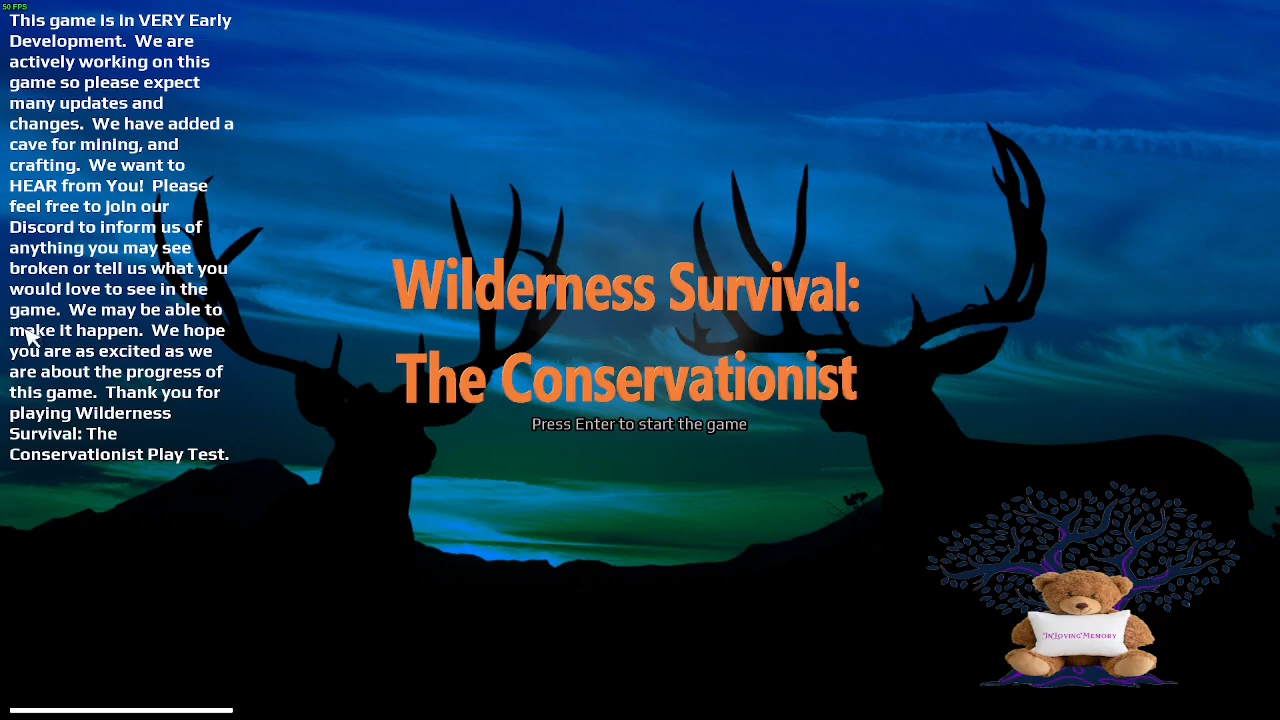 50 FPS
This game is in VERY Early
Development.  We are
actively working on this
game so please expect
many updates and
changes.  We have added a
cave for mining, and
crafting.  We want to
HEAR from You!  Please
feel free to join our
Discord to inform us of
anything you may see
broken or tell us what you
would love to see in the
game.  We may be able to
make it happen.  We hope
you are as excited as we
are about the progress of
this game.  Thank you for
playing Wilderness
Survival: The
Conservationist Play Test.
Wilderness Survival:
The Conservationist
Press Enter to start the game
"In Loving Memory